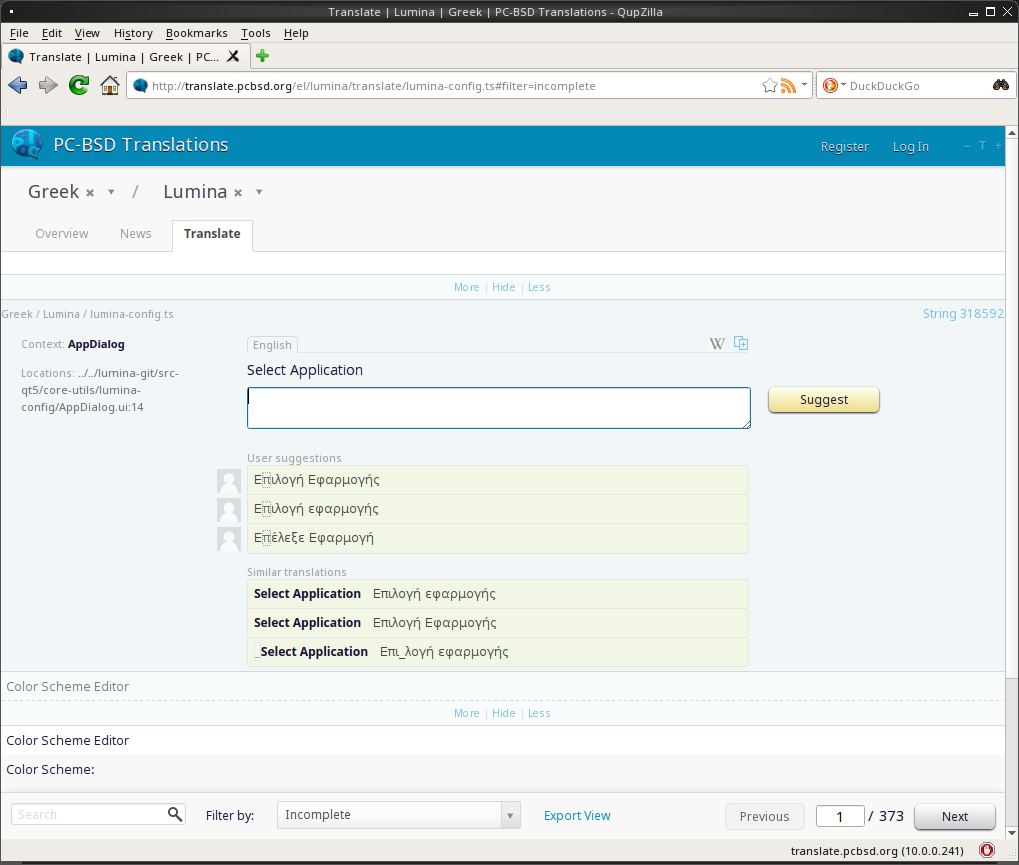 Translate | Lumina | Greek | PC-BSD Translations - QupZilla
File Edit View History Bookmarks Tools Help
Translate | Lumina | Greek | PC...
http://translate.pcbsd.org/el/lumina/translate/lumina-config.ts#filter=incomplete DuckDuckGo
PC-BSD Translations Register Log In - T +
Greek / Lumina
Overview News Translate
More | Hide | Less
Greek / Lumina / lumina-config.ts String 318592
Context: AppDialog English W
Locations: ../../lumina-git/src-
qt5/core-utils/lumina-
config/AppDialog.ui:14
Select Application
Suggest
User suggestions
Επιλογή Εφαρμογής
Επιλογή εφαρμογής
Επέλεξε Εφαρμογή
Similar translations
Select Application Επιλογή εφαρμογής
Select Application Επιλογή Εφαρμογής
_Select Application Επι_λογή εφαρμογής
Color Scheme Editor
More | Hide | Less
Color Scheme Editor
Color Scheme:
Search Filter by: Incomplete Export View Previous 1 / 373 Next
translate.pcbsd.org (10.0.0.241)